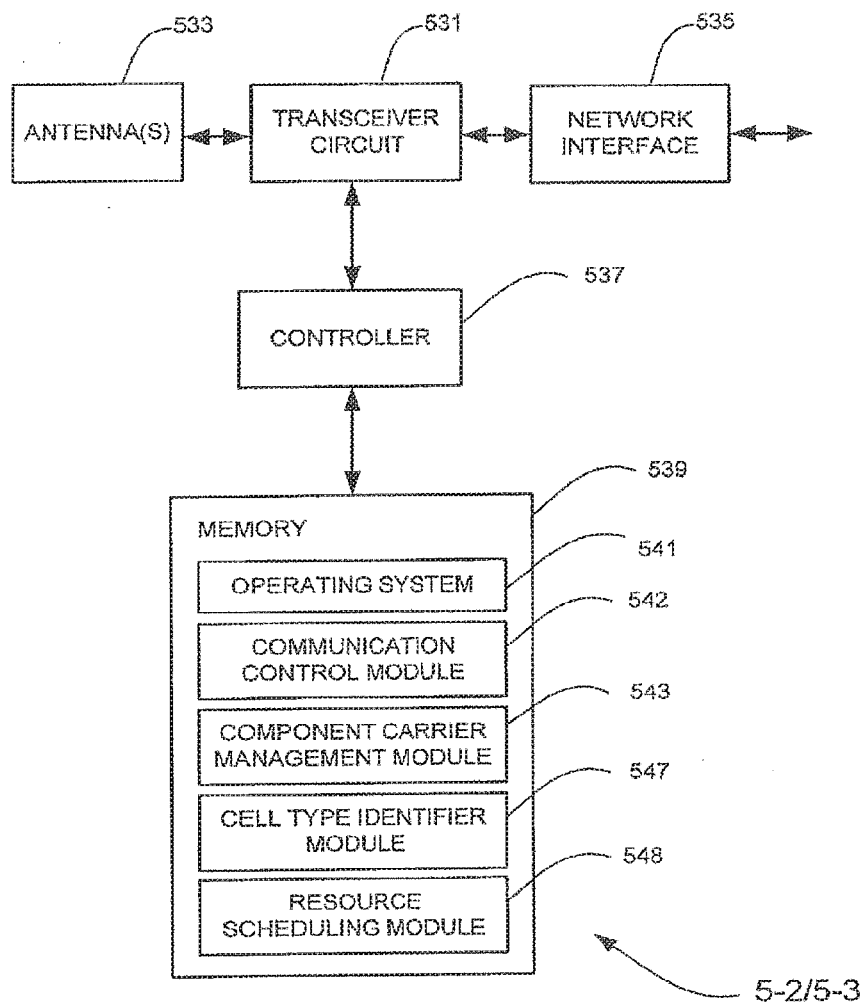 533
531
535
ANTENNA(S)
TRANSCEIVER
CIRCUIT
NETWORK
INTERFACE
537
CONTROLLER
539
MEMORY
541
OPERATING SYSTEM
542
COMMUNICATION
CONTROL MODULE
543
COMPONENT CARRIER
MANAGEMENT MODULE
547
CELL TYPE IDENTIFIER
MODULE
548
RESOURCE
SCHEDULING MODULE
5-2/5-3